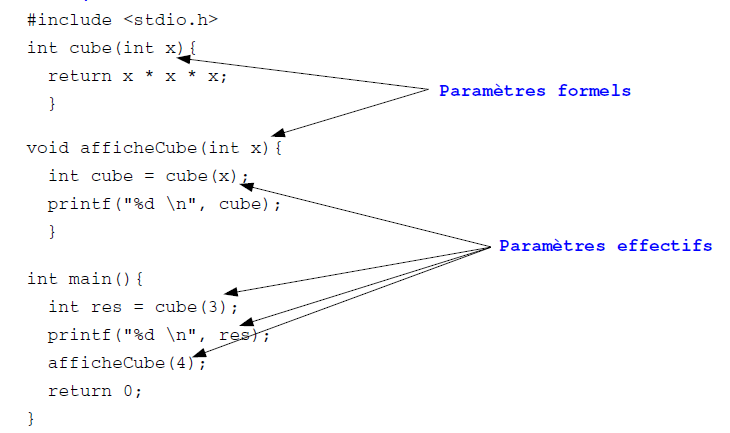 #include <stdio.h>
int cube(int x){
return x * x * x;
}
Paramètres formels
void afficheCube(int x){
int cube = cube(x);
printf("%d \n", cube);
}
Paramètres effectifs
int main(){
int res = cube(3);
printf("%d \n", res);
afficheCube(4);
return 0;
}